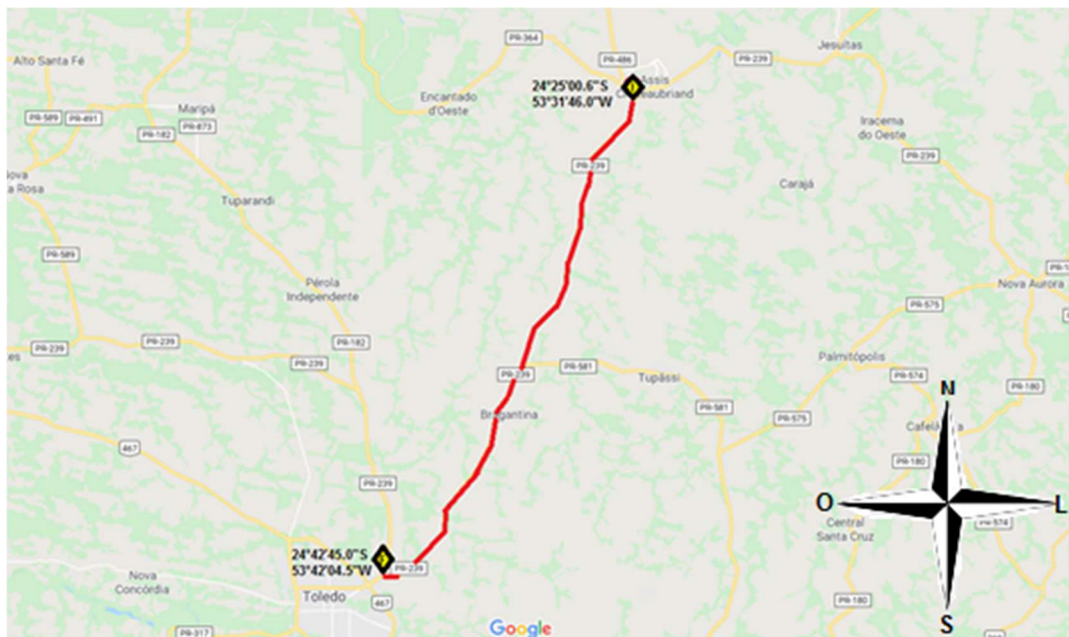 PR-364
Jesuítas
PR-239
PR-486
Alto Santa Fé
24°25'00.6"S
53°31'46.0"W
Assis
Encantado
d'Oeste
Maripá
PR-589
PR-491
PR-873
PR-182
Iracema
do Oeste
PR-239
PR-239
Carajá
Tuparandi
PR-589
Pérola
Independente
Nova Aurora
PR-575
PR-182
PR-239
PR-239
PR-239
PR-239
PR-581
Tupãssi
Palmitópolis
PR-574
PR-180
PR-581
PR-575
Bragantina
N
467
PR-180
PR-239
O
L
PR-574
Central
Santa Cruz
24°42'45.0"S
53°42'04.5"W
PR-239
Nova
Concórdia
Toledo
467
PR-180
PR-317
Google
S